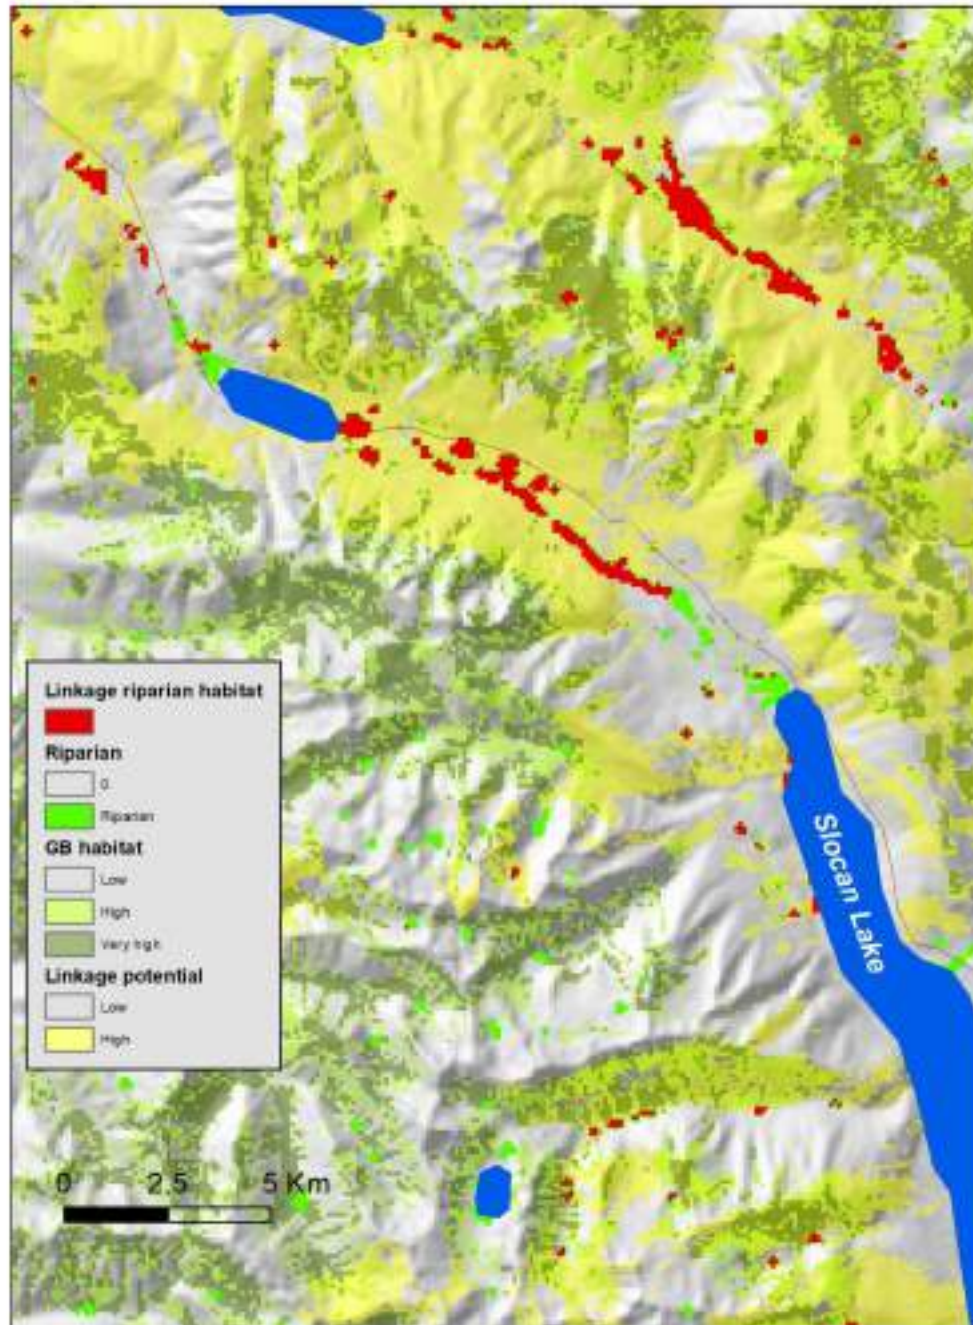 Linkage riparian habitat
Riparian
0
Riparian
GB habitat
Low
High
Very high
Linkage potential
Low
High
0 2.5 5 Km
Slocan Lake